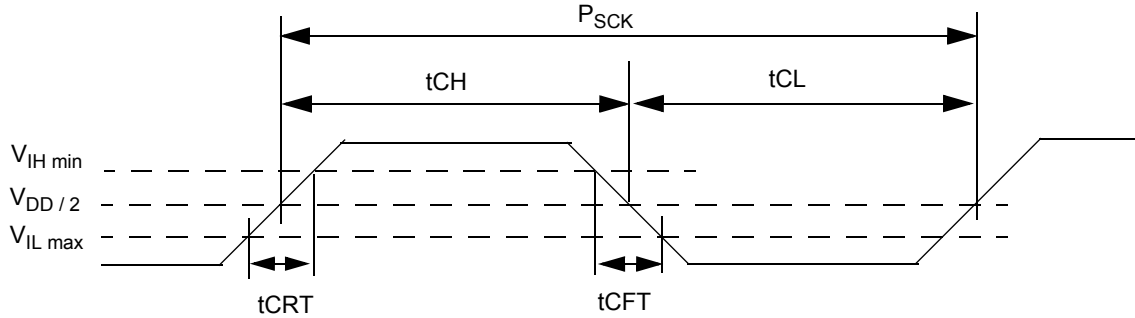 PSCK
tCH
tCL
VIH min
VDD / 2
VIL max
tCRT
tCFT